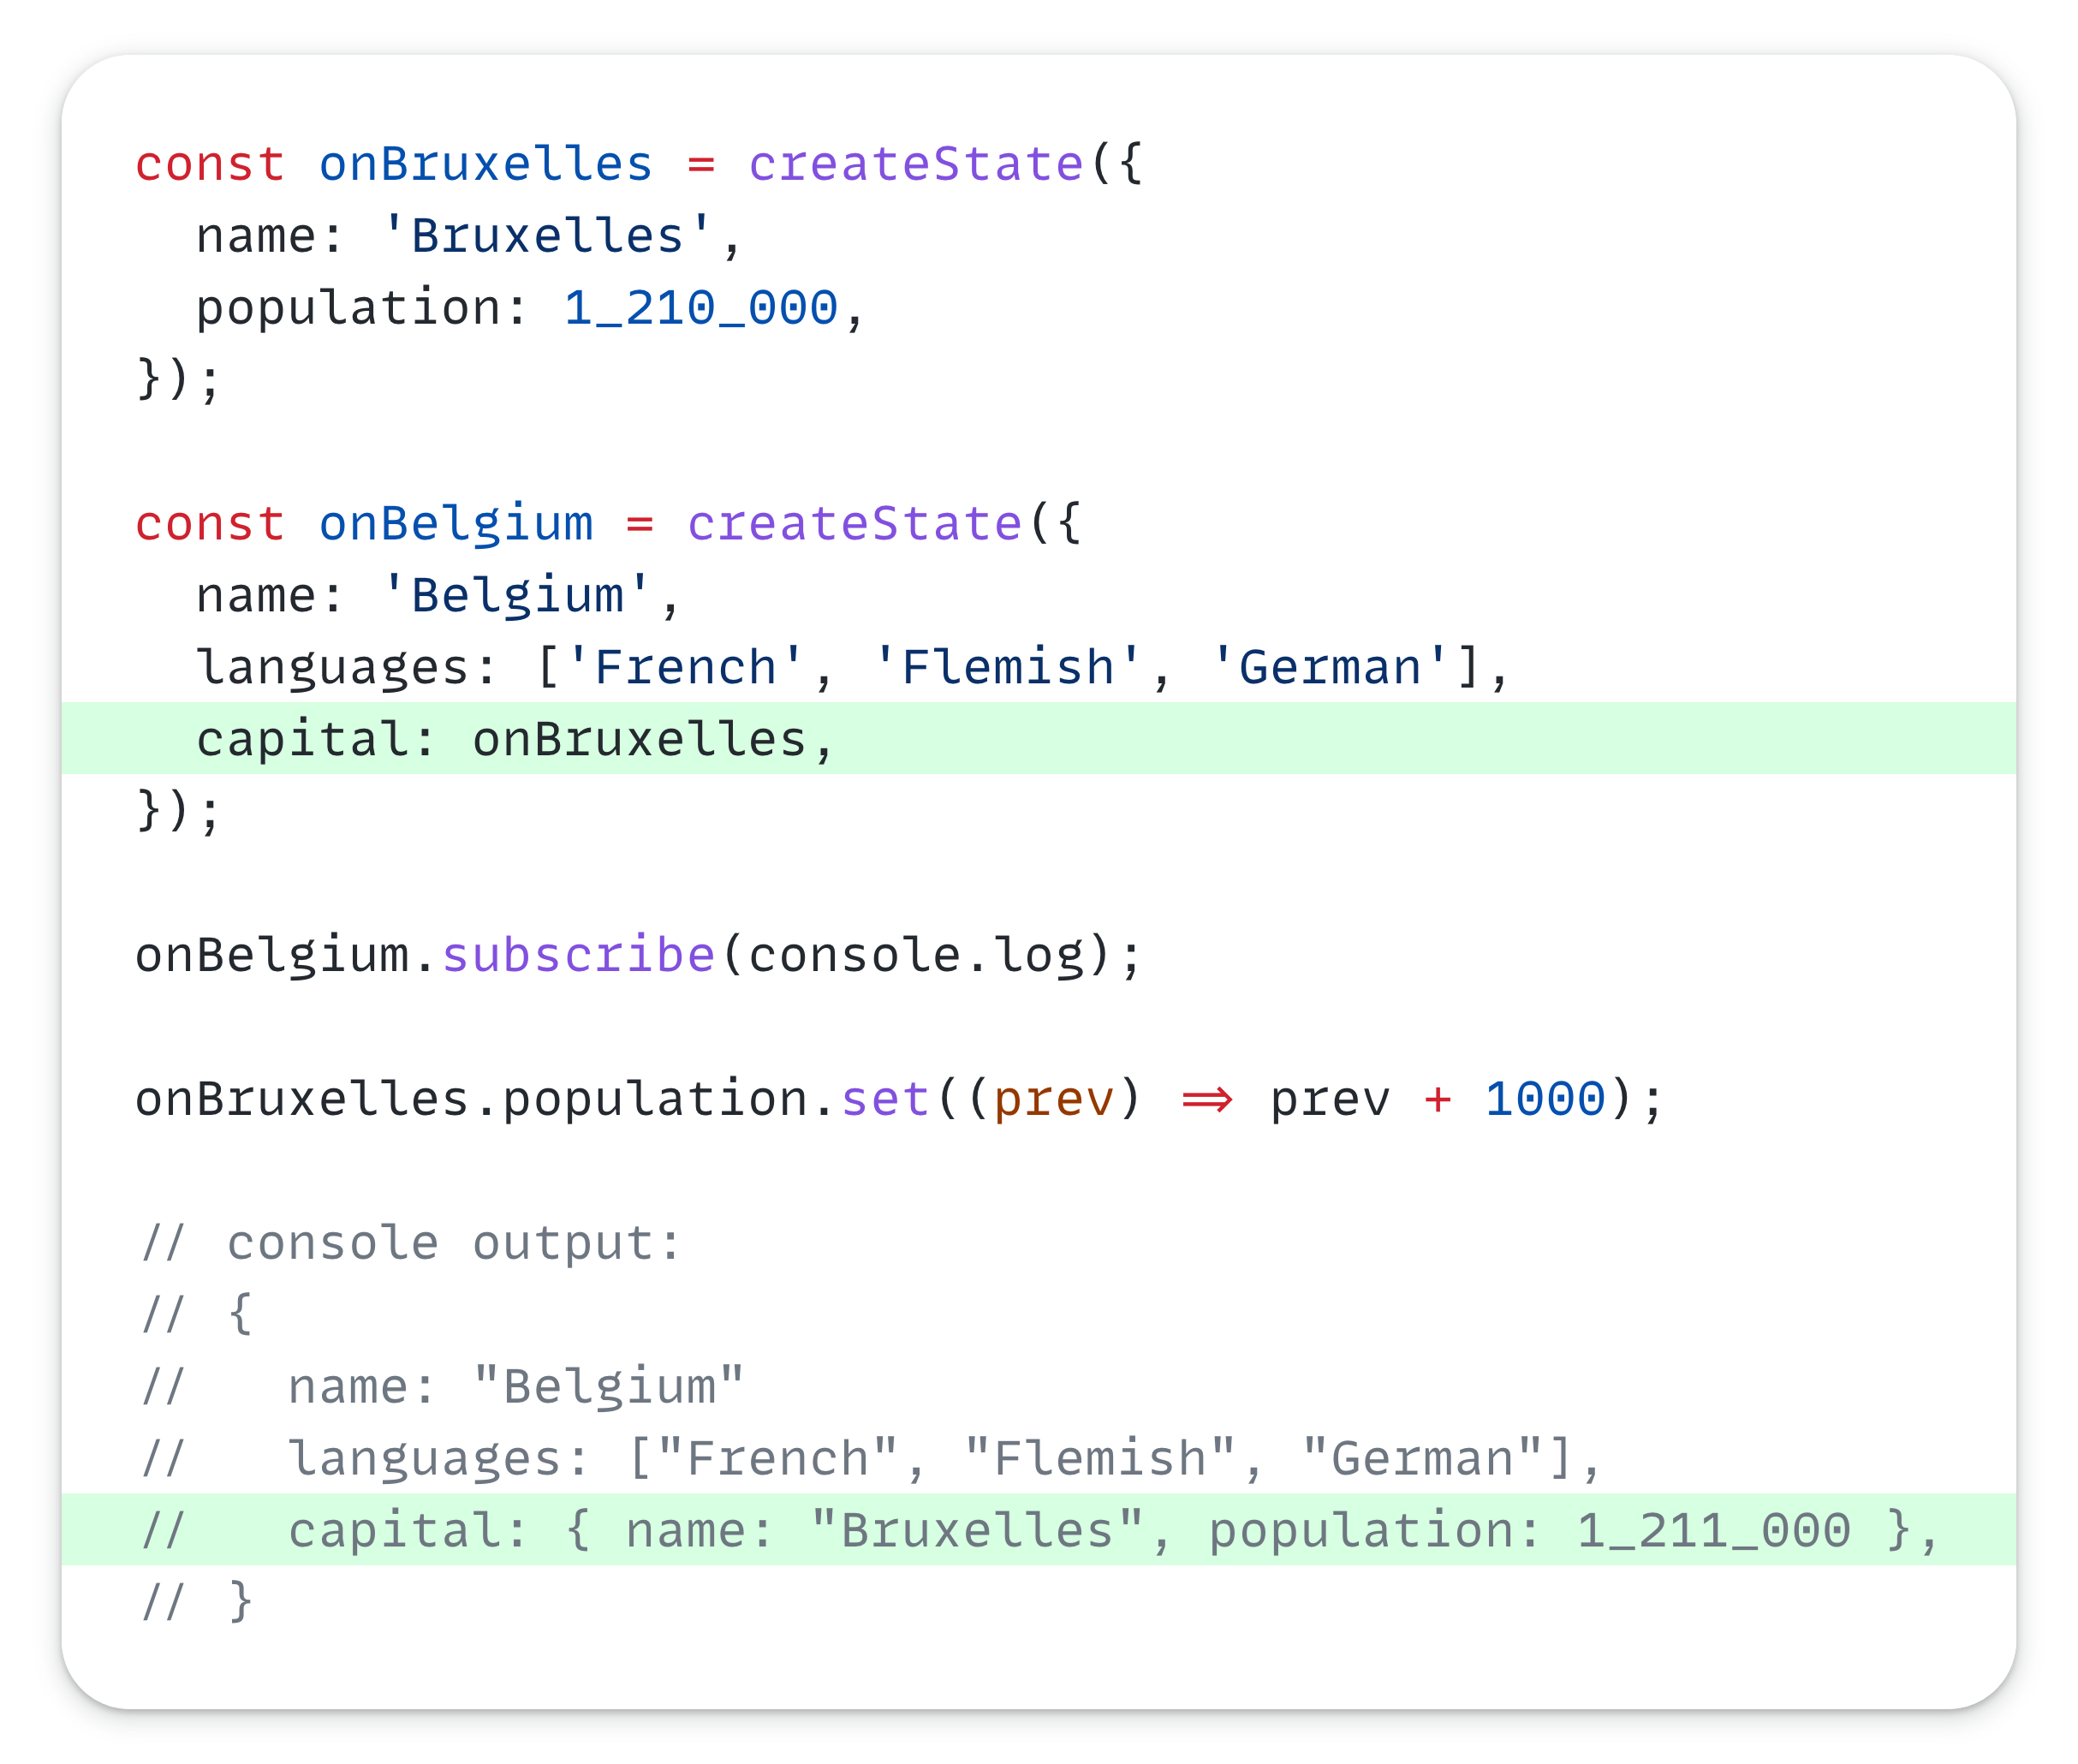 const onBruxelles = createState({
  name: 'Bruxelles',
  population: 1_210_000,
});

const onBelgium = createState({
  name: 'Belgium',
  languages: ['French', 'Flemish', 'German'],
  capital: onBruxelles,
});

onBelgium.subscribe(console.log);

onBruxelles.population.set((prev) => prev + 1000);

// console output:
// {
//   name: "Belgium"
//   languages: ["French", "Flemish", "German"],
//   capital: { name: "Bruxelles", population: 1_211_000 },
// }